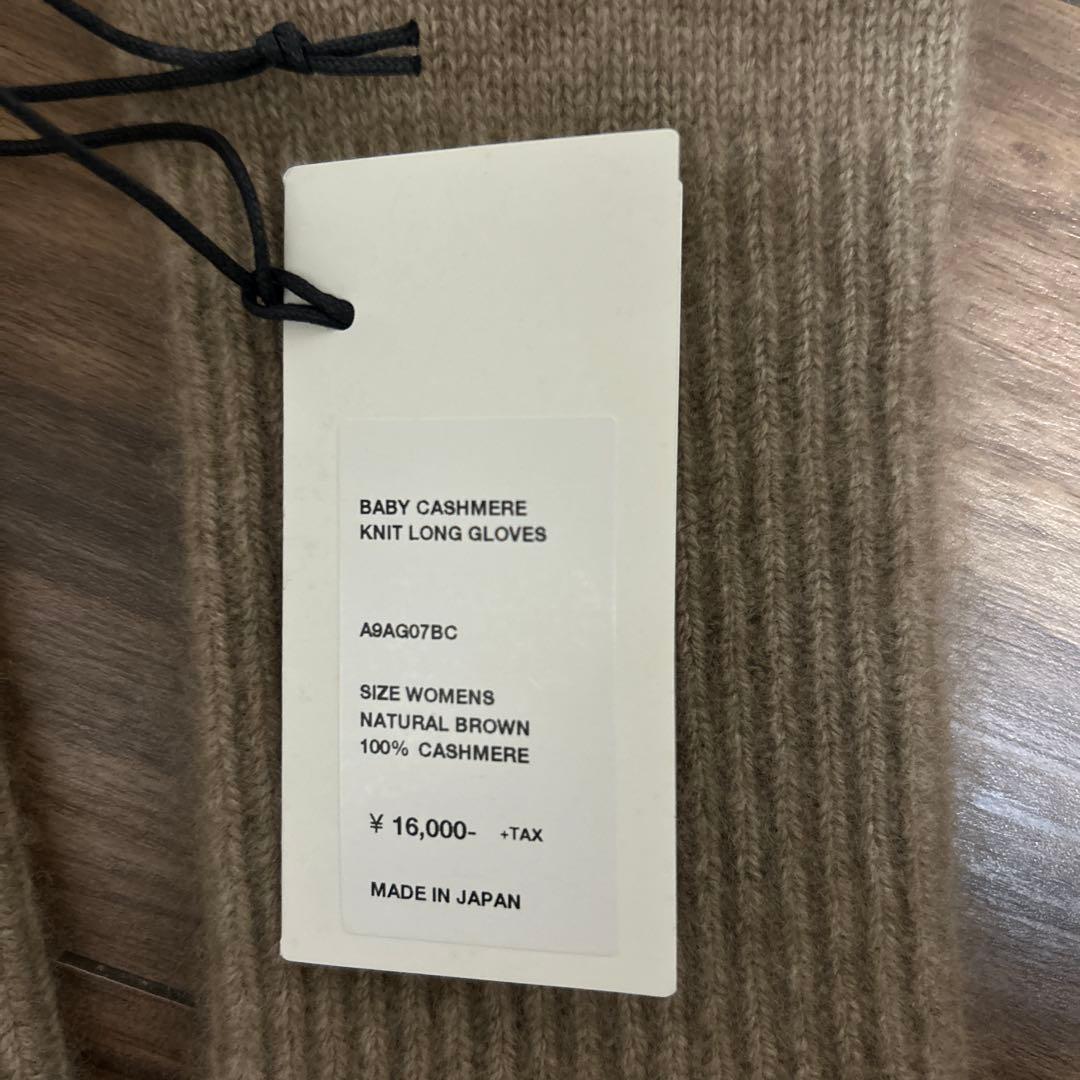 BABY CASHMERE
KNIT LONG GLOVES
A9AG07BC
SIZE WOMENS
NATURAL BROWN
100% CASHMERE
¥ 16,000- +TAX
MADE IN JAPAN